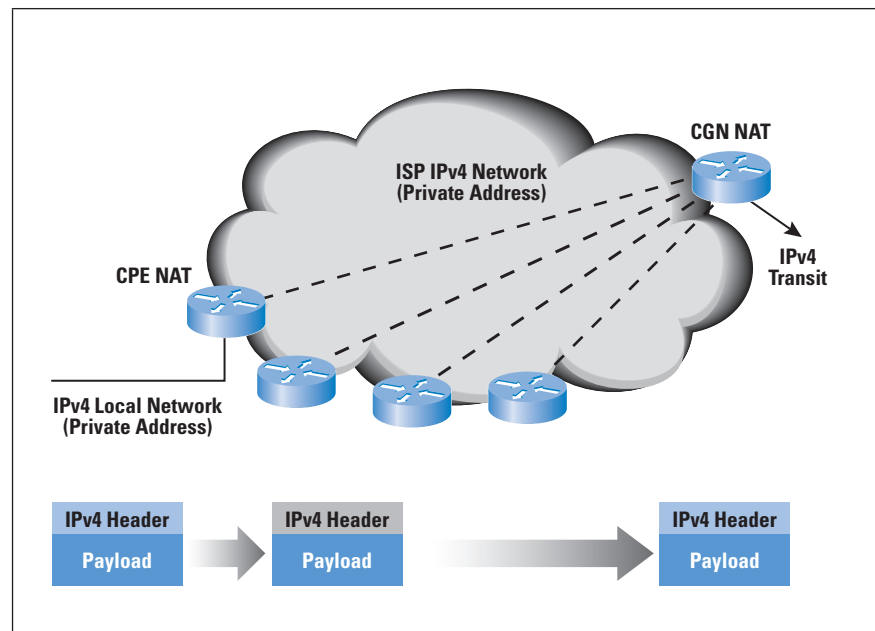 CGN NAT
ISP IPv4 Network
(Private Address)
IPv4
Transit
CPE NAT
IPv4 Local Network
(Private Address)
IPv4 Header
Payload
IPv4 Header
Payload
IPv4 Header
Payload